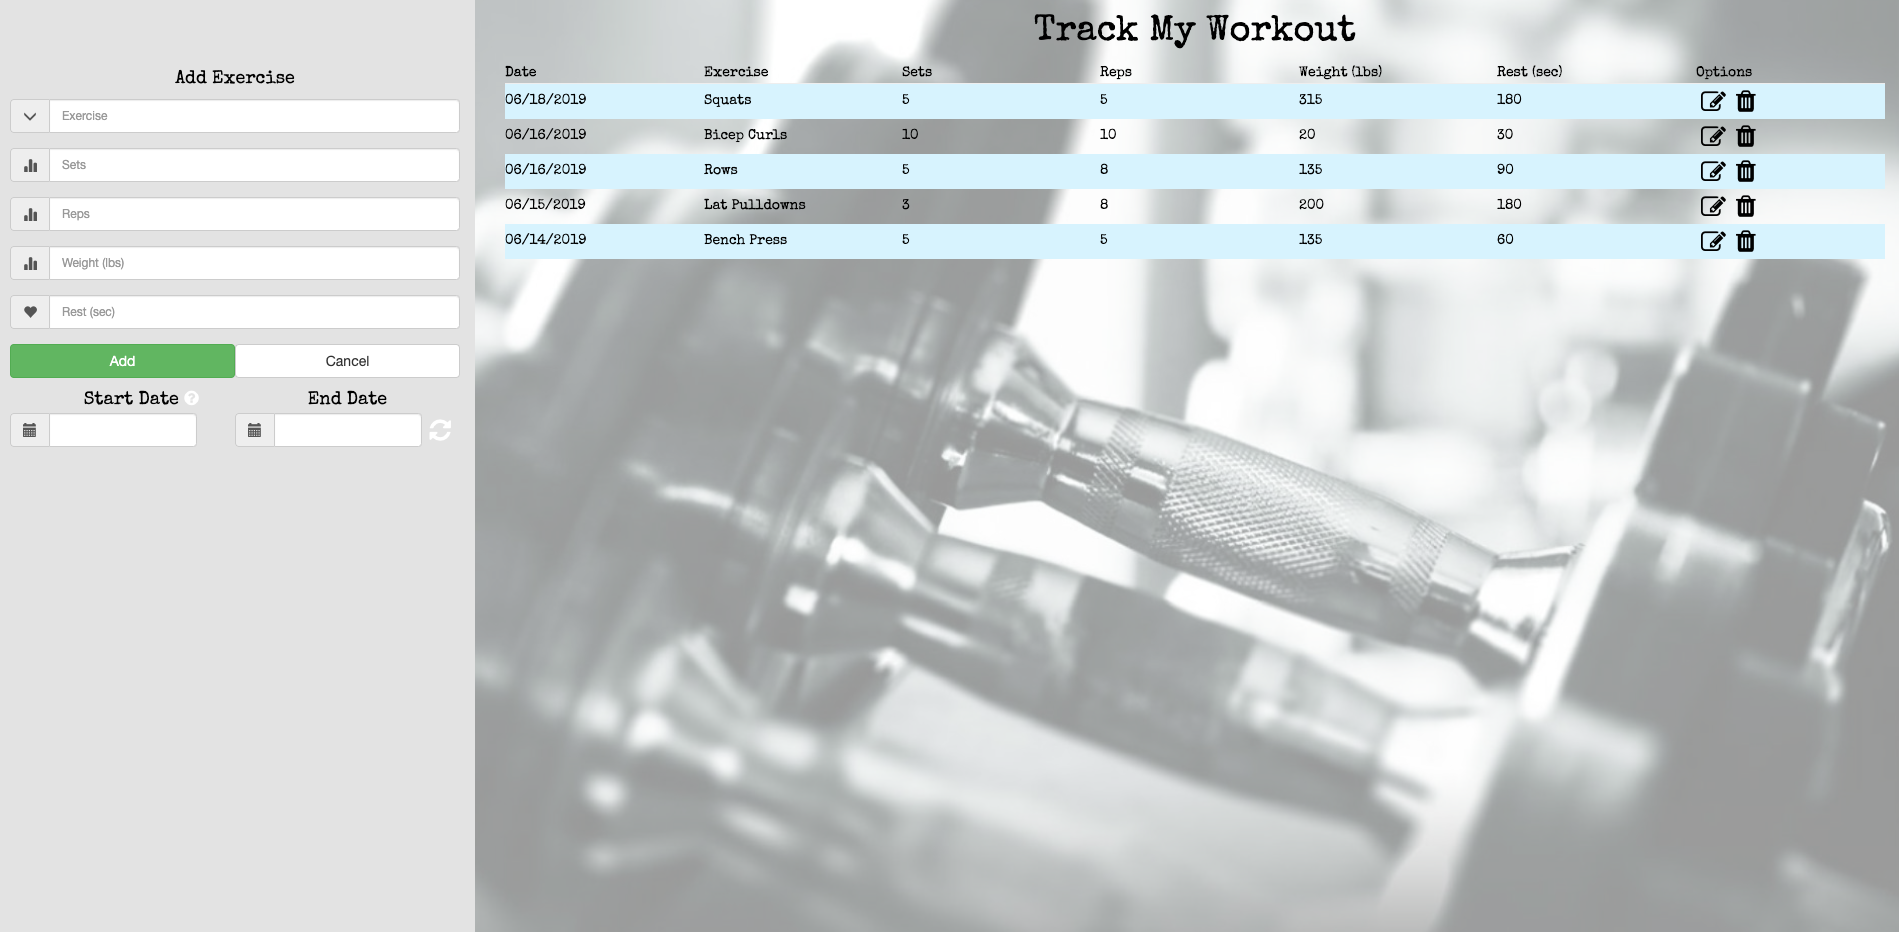 Track My Workout
Add Exercise
Exercise
Sets
Reps
Weight (lbs)
Rest (sec)
Add Cancel
Start Date ? End Date
Date Exercise Sets Reps Weight (lbs) Rest (sec) Options
06/18/2019 Squats 5 5 315 180
06/16/2019 Bicep Curls 10 10 20 30
06/16/2019 Rows 5 8 135 90
06/15/2019 Lat Pulldowns 3 8 200 180
06/14/2019 Bench Press 5 5 135 60